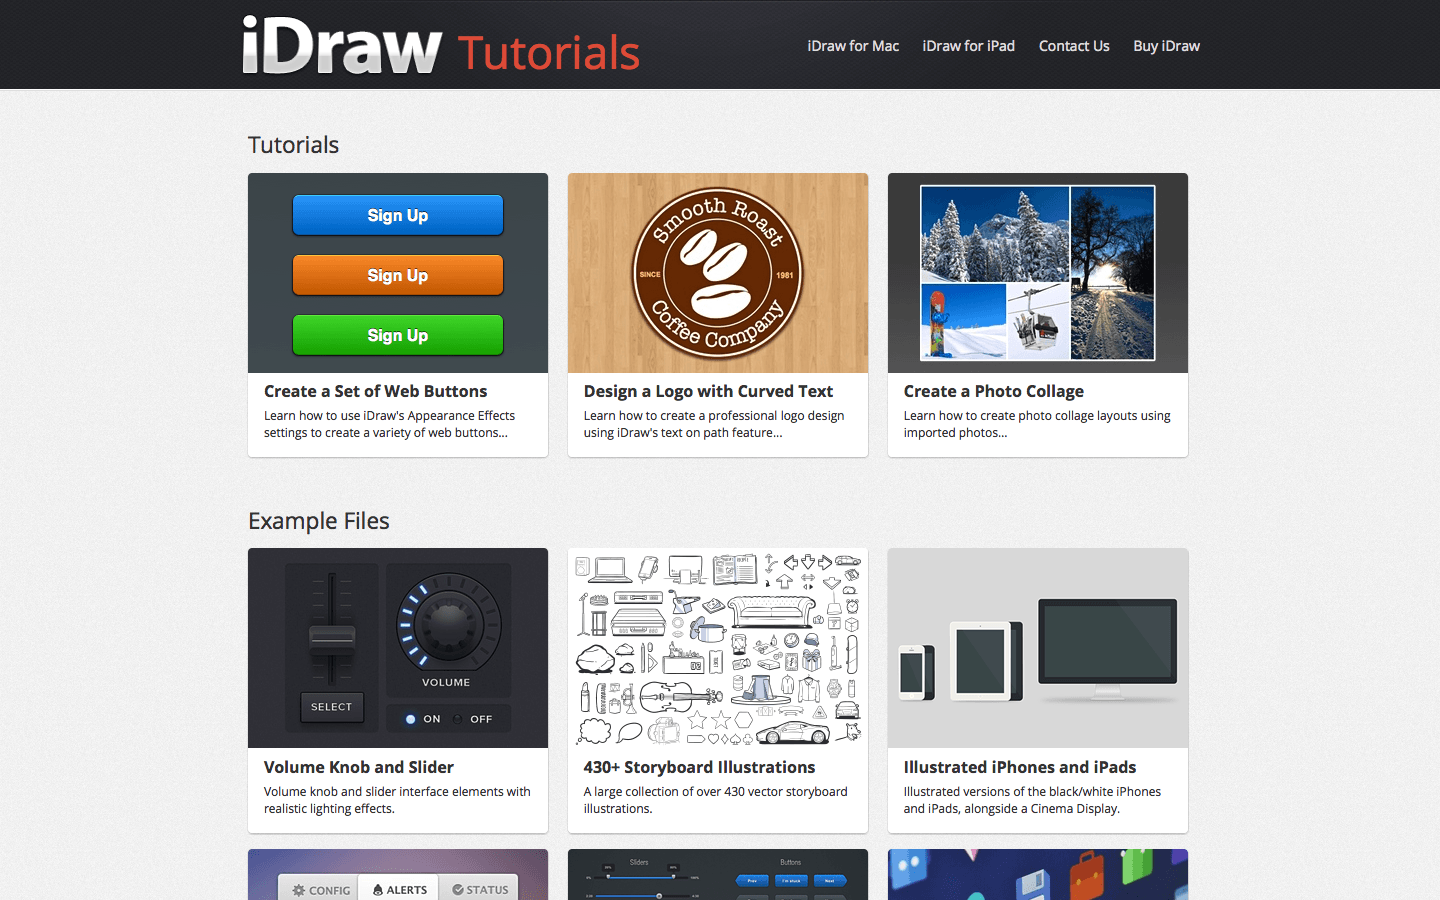 iDraw Tutorials
iDraw for Mac
iDraw for iPad
Contact Us
Buy iDraw
Tutorials
Sign Up
Sign Up
Sign Up
Smooth Roast
SINCE
1981
Coffee Company
Create a Set of Web Buttons
Learn how to use iDraw's Appearance Effects
settings to create a variety of web buttons...
Design a Logo with Curved Text
Learn how to create a professional logo design
using iDraw's text on path feature...
Create a Photo Collage
Learn how to create photo collage layouts using
imported photos...
Example Files
VOLUME
SELECT
ON
OFF
Volume Knob and Slider
Volume knob and slider interface elements with
realistic lighting effects.
430+ Storyboard Illustrations
A large collection of over 430 vector storyboard
illustrations.
Illustrated iPhones and iPads
Illustrated versions of the black/white iPhones
and iPads, alongside a Cinema Display.
CONFIG
ALERTS
STATUS
Sliders
Buttons
Prev
I'm stuck
Next